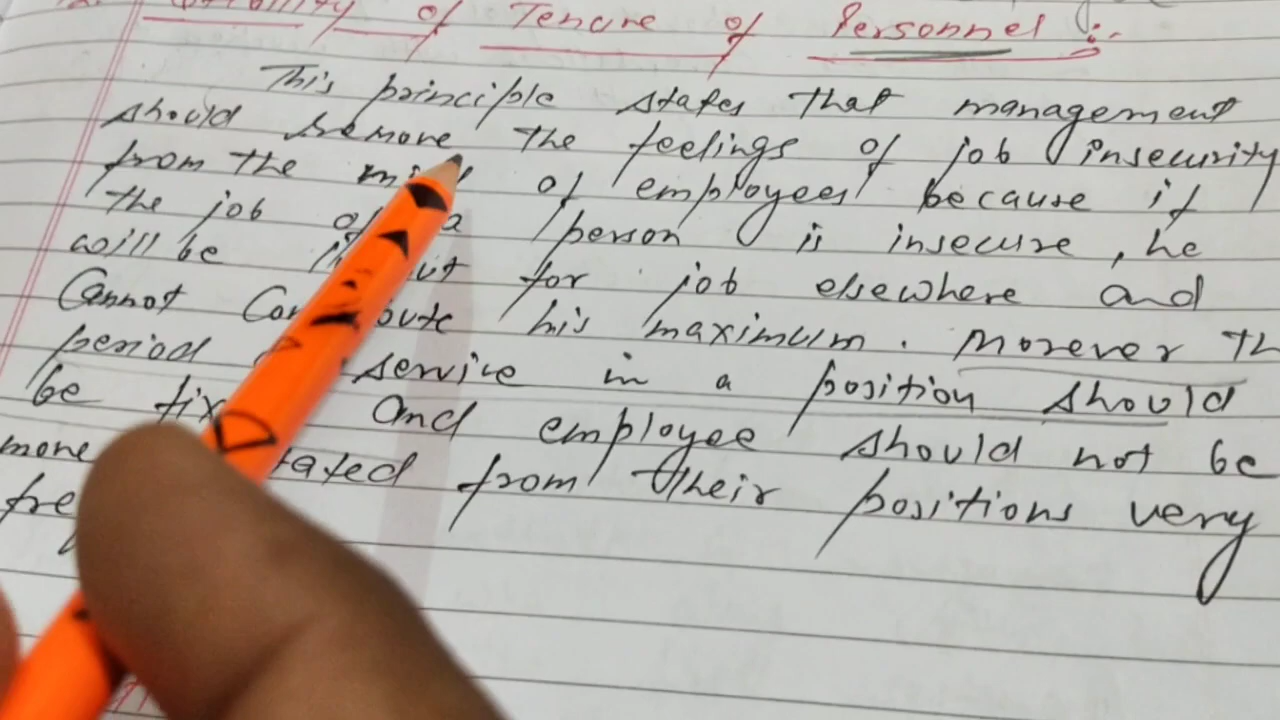 of Tenure of Personnel :-
This principle states that management
should remove the feelings of job insecurity
from the of employees because if
the job of a person is insecure, he
will be for job elsewhere and
Cannot his maximum. Morever
period service in a position should
be and employee should not be
more from their positions very